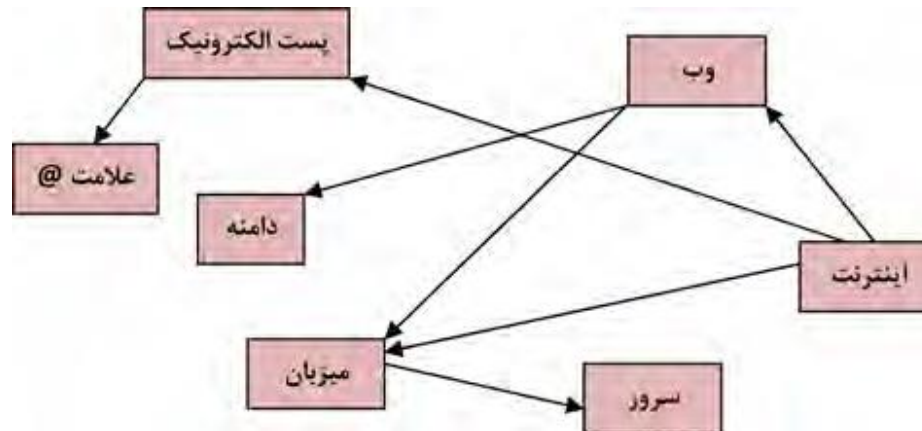 پست الکترونیک
وب
علامت @
دامنه
اینترنت
میزبان
سرور